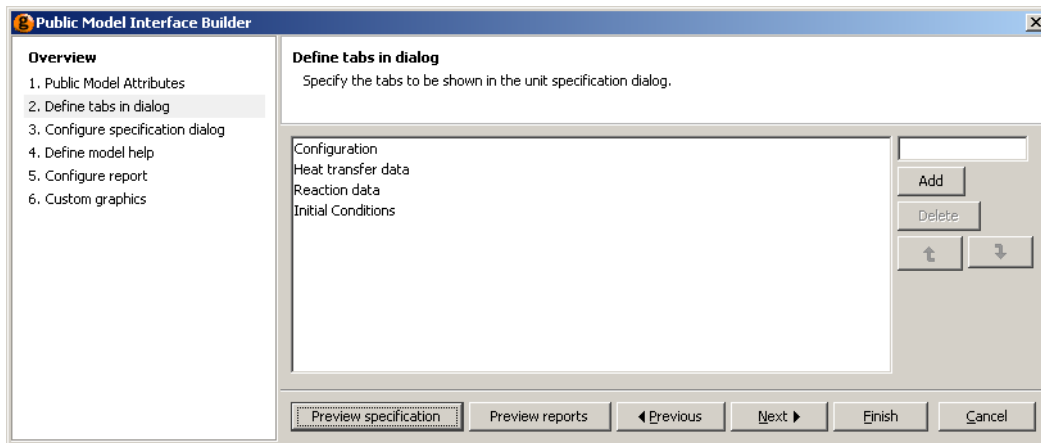 Public Model Interface Builder
Overview
1. Public Model Attributes
2. Define tabs in dialog
3. Configure specification dialog
4. Define model help
5. Configure report
6. Custom graphics
Define tabs in dialog
Specify the tabs to be shown in the unit specification dialog.
Configuration
Heat transfer data
Reaction data
Initial Conditions
Add
Delete
Preview specification
Preview reports
Previous
Next
Finish
Cancel